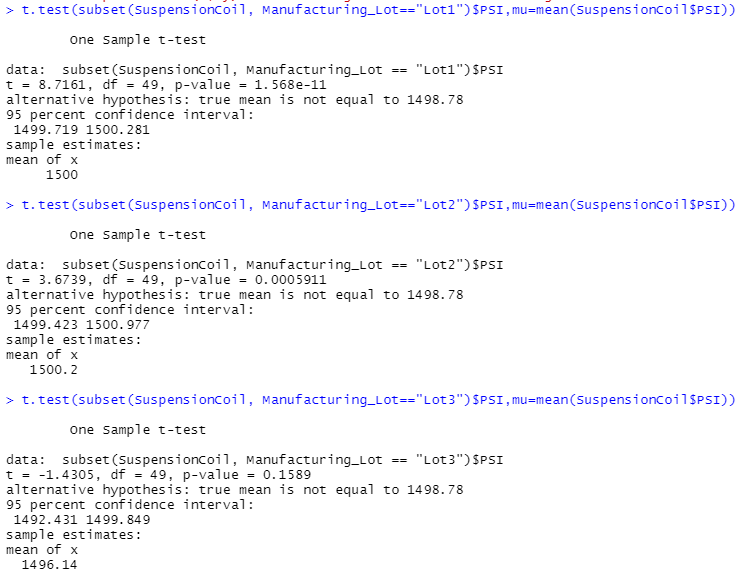 > t.test(subset(SuspensionCoil, Manufacturing_Lot=="Lot1")$PSI,mu=mean(SuspensionCoil$PSI))
One Sample t-test
data:  subset(SuspensionCoil, Manufacturing_Lot == "Lot1")$PSI
t = 8.7161, df = 49, p-value = 1.568e-11
alternative hypothesis: true mean is not equal to 1498.78
95 percent confidence interval:
1499.719 1500.281
sample estimates:
mean of x
1500
> t.test(subset(SuspensionCoil, Manufacturing_Lot=="Lot2")$PSI,mu=mean(SuspensionCoil$PSI))
One Sample t-test
data:  subset(SuspensionCoil, Manufacturing_Lot == "Lot2")$PSI
t = 3.6739, df = 49, p-value = 0.0005911
alternative hypothesis: true mean is not equal to 1498.78
95 percent confidence interval:
1499.423 1500.977
sample estimates:
mean of x
1500.2
> t.test(subset(SuspensionCoil, Manufacturing_Lot=="Lot3")$PSI,mu=mean(SuspensionCoil$PSI))
One Sample t-test
data:  subset(SuspensionCoil, Manufacturing_Lot == "Lot3")$PSI
t = -1.4305, df = 49, p-value = 0.1589
alternative hypothesis: true mean is not equal to 1498.78
95 percent confidence interval:
1492.431 1499.849
sample estimates:
mean of x
1496.14